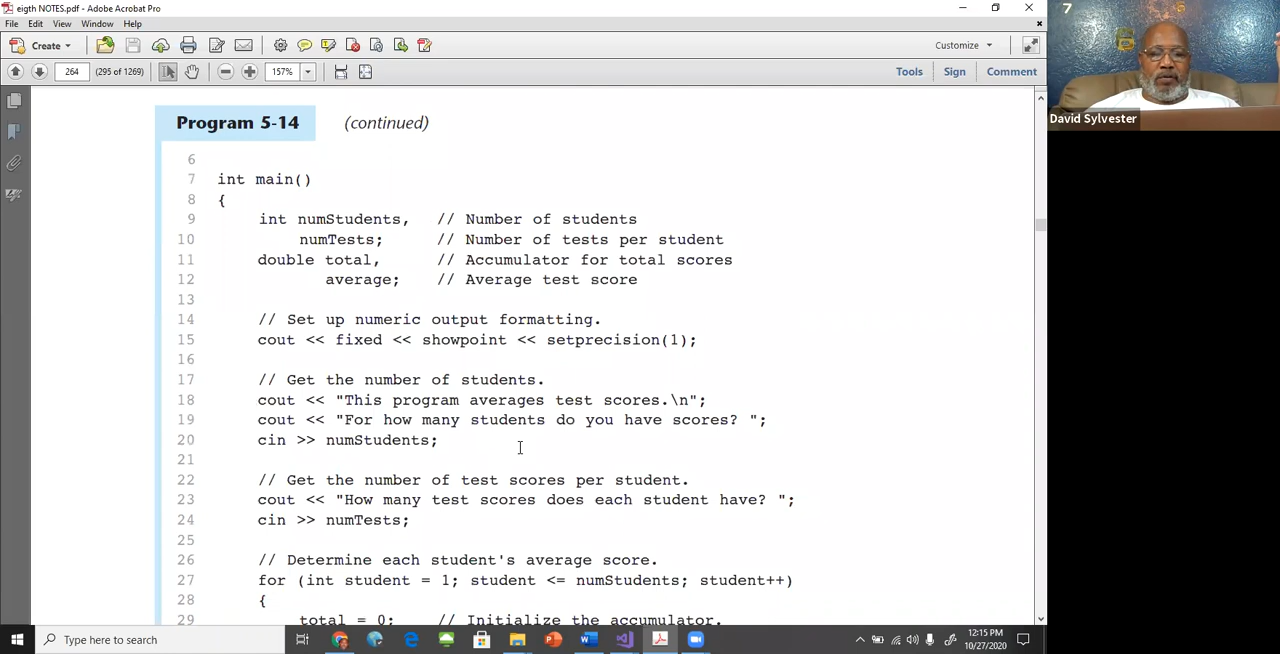 eigth NOTES.pdf - Adobe Acrobat Pro
File Edit View Window Help
Create Customize
264 (295 of 1269) 157% Tools Sign Comment
7
David Sylvester
Program 5-14 (continued)
6
7 int main()
8 {
9 int numStudents, // Number of students
10 numTests; // Number of tests per student
11 double total, // Accumulator for total scores
12 average; // Average test score
13
14 // Set up numeric output formatting.
15 cout << fixed << showpoint << setprecision(1);
16
17 // Get the number of students.
18 cout << "This program averages test scores.\n";
19 cout << "For how many students do you have scores? ";
20 cin >> numStudents;
21
22 // Get the number of test scores per student.
23 cout << "How many test scores does each student have? ";
24 cin >> numTests;
25
26 // Determine each student's average score.
27 for (int student = 1; student <= numStudents; student++)
28 {
29 total = 0; // Initialize the accumulator.
Type here to search
12:15 PM
10/27/2020